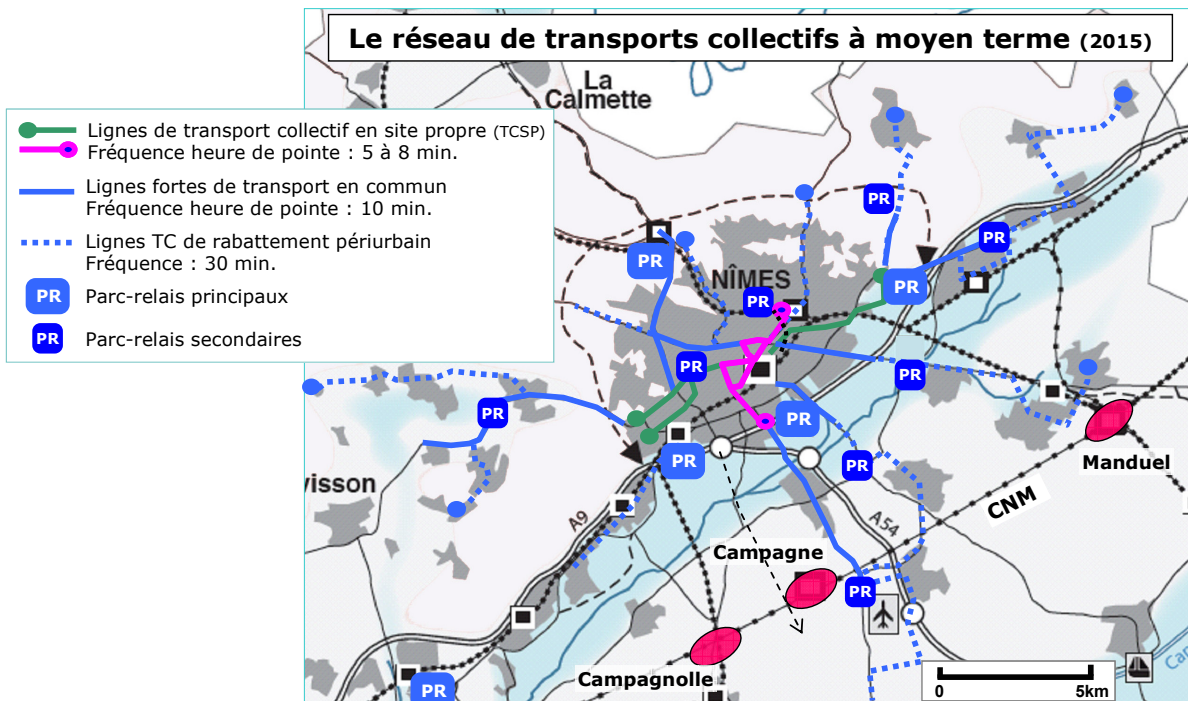 Le réseau de transports collectifs à moyen terme (2015)
La
Calmette
Lignes de transport collectif en site propre (TCSP)
Fréquence heure de pointe : 5 à 8 min.
Lignes fortes de transport en commun
Fréquence heure de pointe : 10 min.
Lignes TC de rabattement périurbain
Fréquence : 30 min.
PR Parc-relais principaux
PR Parc-relais secondaires
PR
PR
PR
NÎMES
PR
PR
PR
PR
PR
PR
PR
PR
PR
Manduel
visson
A9
A54
CNM
Campagne
PR
Campagnolle
PR
0 5km